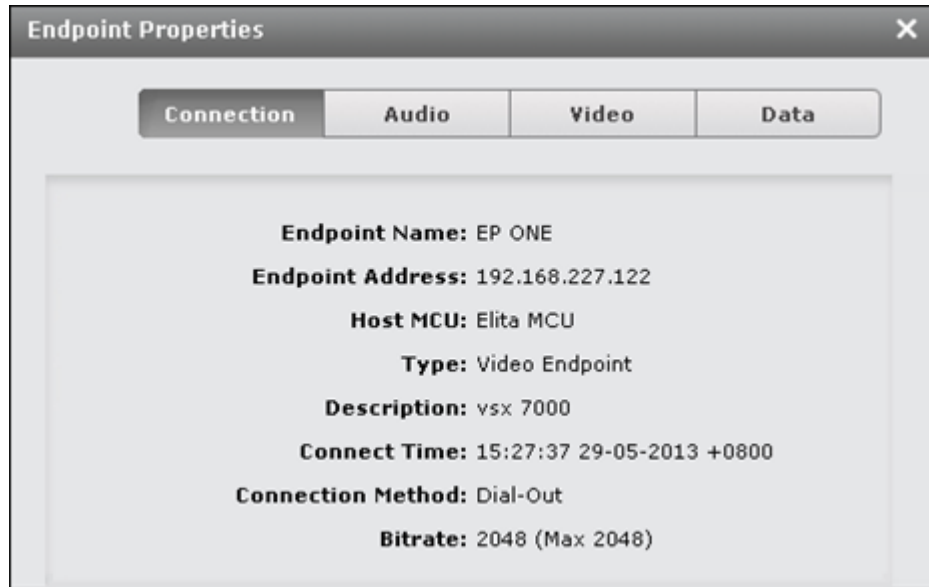 Endpoint Properties
Connection Audio Video Data
Endpoint Name: EP ONE
Endpoint Address: 192.168.227.122
Host MCU: Elita MCU
Type: Video Endpoint
Description: vsx 7000
Connect Time: 15:27:37 29-05-2013 +0800
Connection Method: Dial-Out
Bitrate: 2048 (Max 2048)